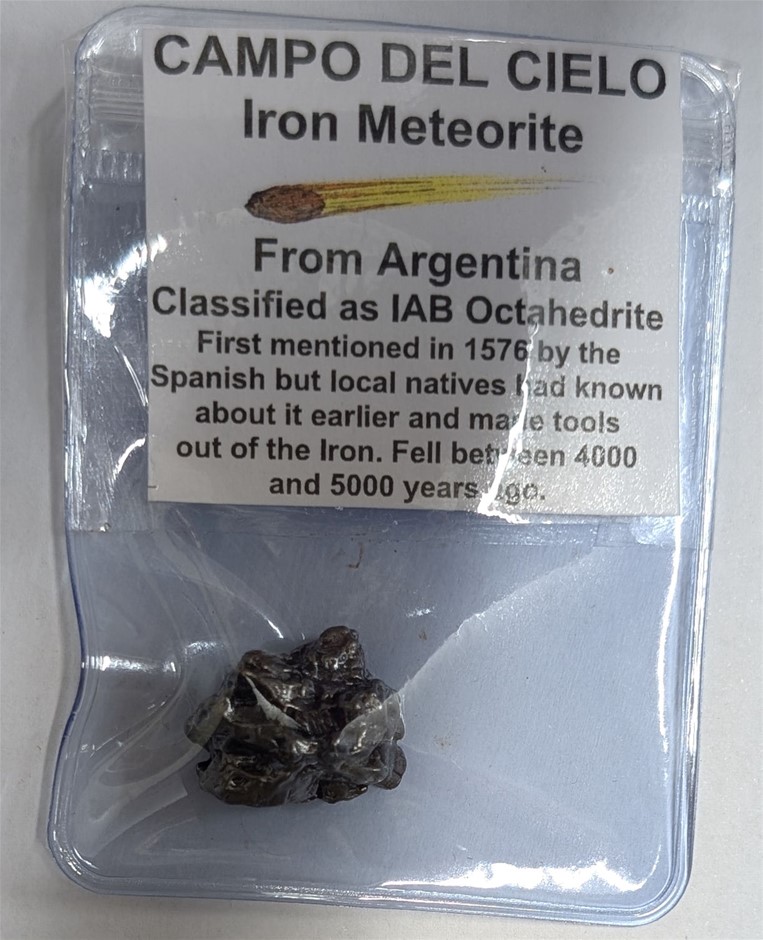 CAMPO DEL CIELO
Iron Meteorite
From Argentina
Classified as IAB Octahedrite
First mentioned in 1576 by the
Spanish but local natives had known
about it earlier and made tools
out of the Iron. Fell between 4000
and 5000 years ago.